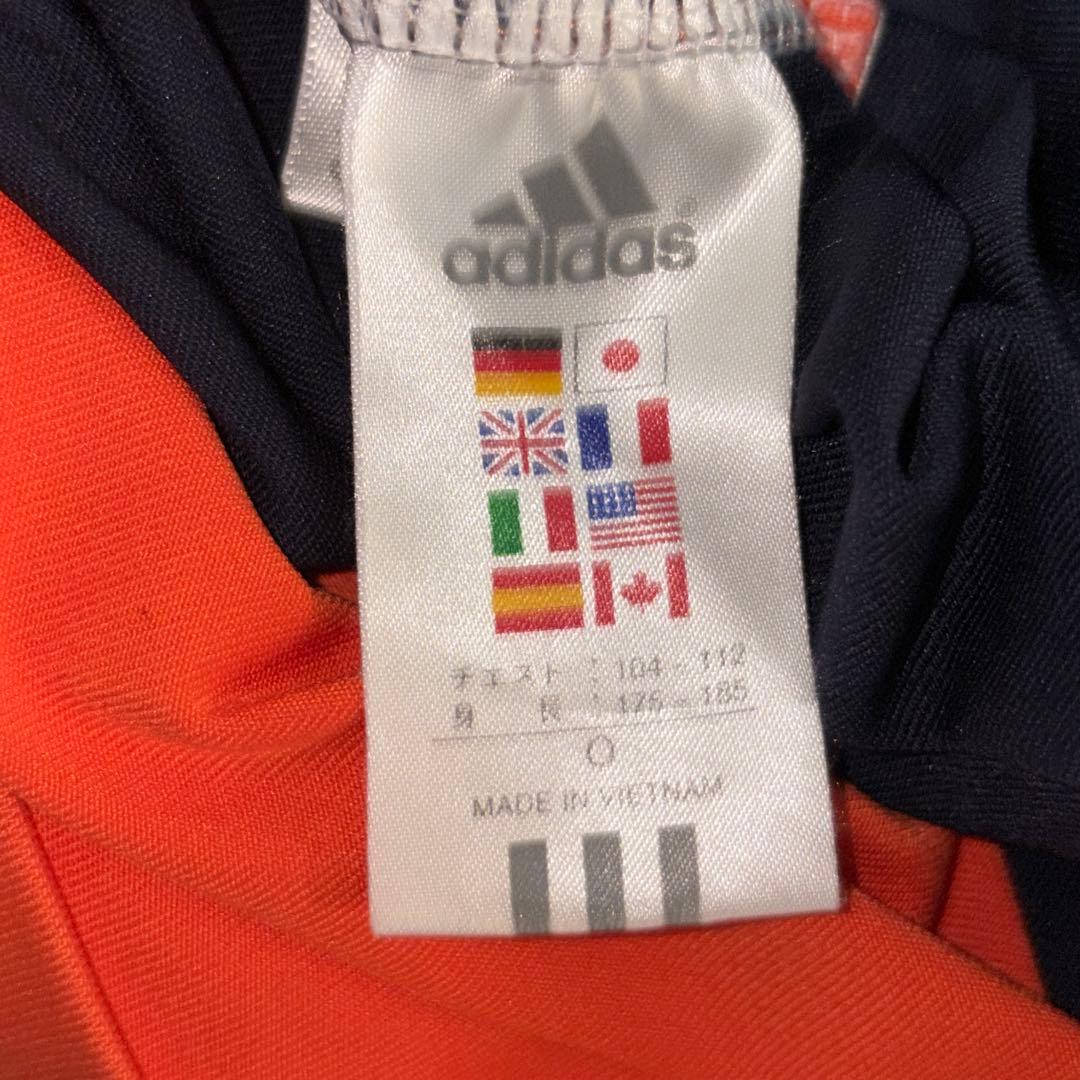 adidas
チェスト : 104 - 112
身 長 : 175 - 185
O
MADE IN VIETNAM